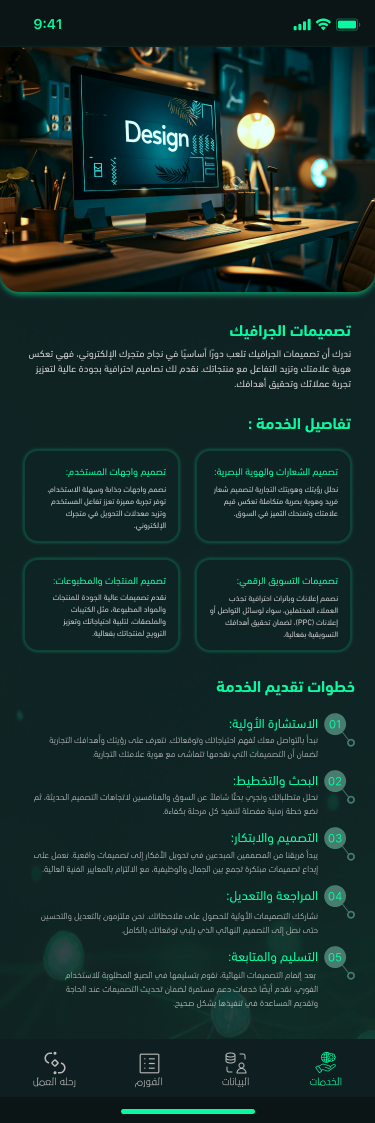 9:41
Design
تصميمات الجرافيك
ندرك أن تصميمات الجرافيك تلعب دورًا أساسيًا في نجاح متجرك الإلكتروني، فهي تعكس
هوية علامتك وتزيد التفاعل مع منتجاتك. نقدم لك تصاميم احترافية بجودة عالية لتعزيز
تجربة عملائك وتحقيق أهدافك.
تفاصيل الخدمة :
تصميم الشعارات والهوية البصرية:
نحلل رؤيتك وهويتك التجارية لتصميم شعار
فريد وهوية بصرية متكاملة تعكس قيم
علامتك وتمنحك التميز في السوق.
تصميم واجهات المستخدم:
نصمم واجهات جذابة وسهلة الاستخدام،
توفر تجربة مميزة تعزز تفاعل المستخدم
وتزيد معدلات التحويل في متجرك
الإلكتروني.
تصميمات التسويق الرقمي:
نصمم إعلانات وبانرات احترافية تجذب
العملاء المحتملين، سواء لوسائل التواصل أو
إعلانات (PPC)، لضمان تحقيق أهدافك
التسويقية بفعالية.
تصميم المنتجات والمطبوعات:
نقدم تصميمات عالية الجودة للمنتجات
والمواد المطبوعة، مثل الكتيبات
والملصقات، لتلبية احتياجاتك وتعزيز
الترويج لمنتجاتك بفعالية.
خطوات تقديم الخدمة
01 الاستشارة الأولية:
نبدأ بالتواصل معك لفهم احتياجاتك وتوقعاتك. نتعرف على رؤيتك وأهدافك التجارية
لضمان أن التصميمات التي نقدمها تتماشى مع هوية علامتك التجارية.
02 البحث والتخطيط:
نحلل متطلباتك ونجري بحثًا شاملًا عن السوق والمنافسين لاتجاهات التصميم الحديثة، ثم
نضع خطة زمنية مفصلة لتنفيذ كل مرحلة بكفاءة.
03 التصميم والابتكار:
يبدأ فريقنا من المصممين المبدعين في تحويل الأفكار إلى تصميمات واقعية. نعمل على
إبداع تصميمات مبتكرة تجمع بين الجمال والوظيفية، مع الالتزام بالمعايير الفنية العالية.
04 المراجعة والتعديل:
نشاركك التصميمات الأولية للحصول على ملاحظاتك. نحن ملتزمون بالتعديل والتحسين
حتى نصل إلى التصميم النهائي الذي يلبي توقعاتك بالكامل.
05 التسليم والمتابعة:
بعد إتمام التصميمات النهائية، نقوم بتسليمها في الصيغ المطلوبة للاستخدام
الفوري. نقدم أيضًا خدمات دعم مستمرة لضمان تحديث التصميمات عند الحاجة
وتقديم المساعدة في تنفيذها بشكل صحيح.
الخدمات
البيانات
الفورم
رحله العمل